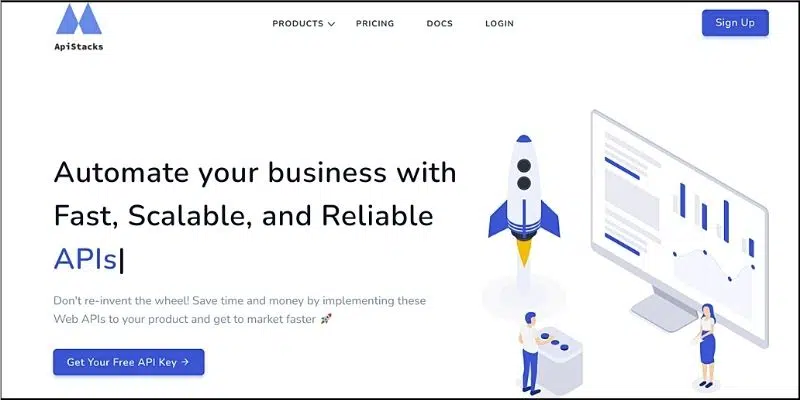 ApiStacks
PRODUCTS PRICING DOCS LOGIN
Sign Up
Automate your business with
Fast, Scalable, and Reliable
APIs|
Don't re-invent the wheel! Save time and money by implementing these
Web APIs to your product and get to market faster 🚀
Get Your Free API Key →